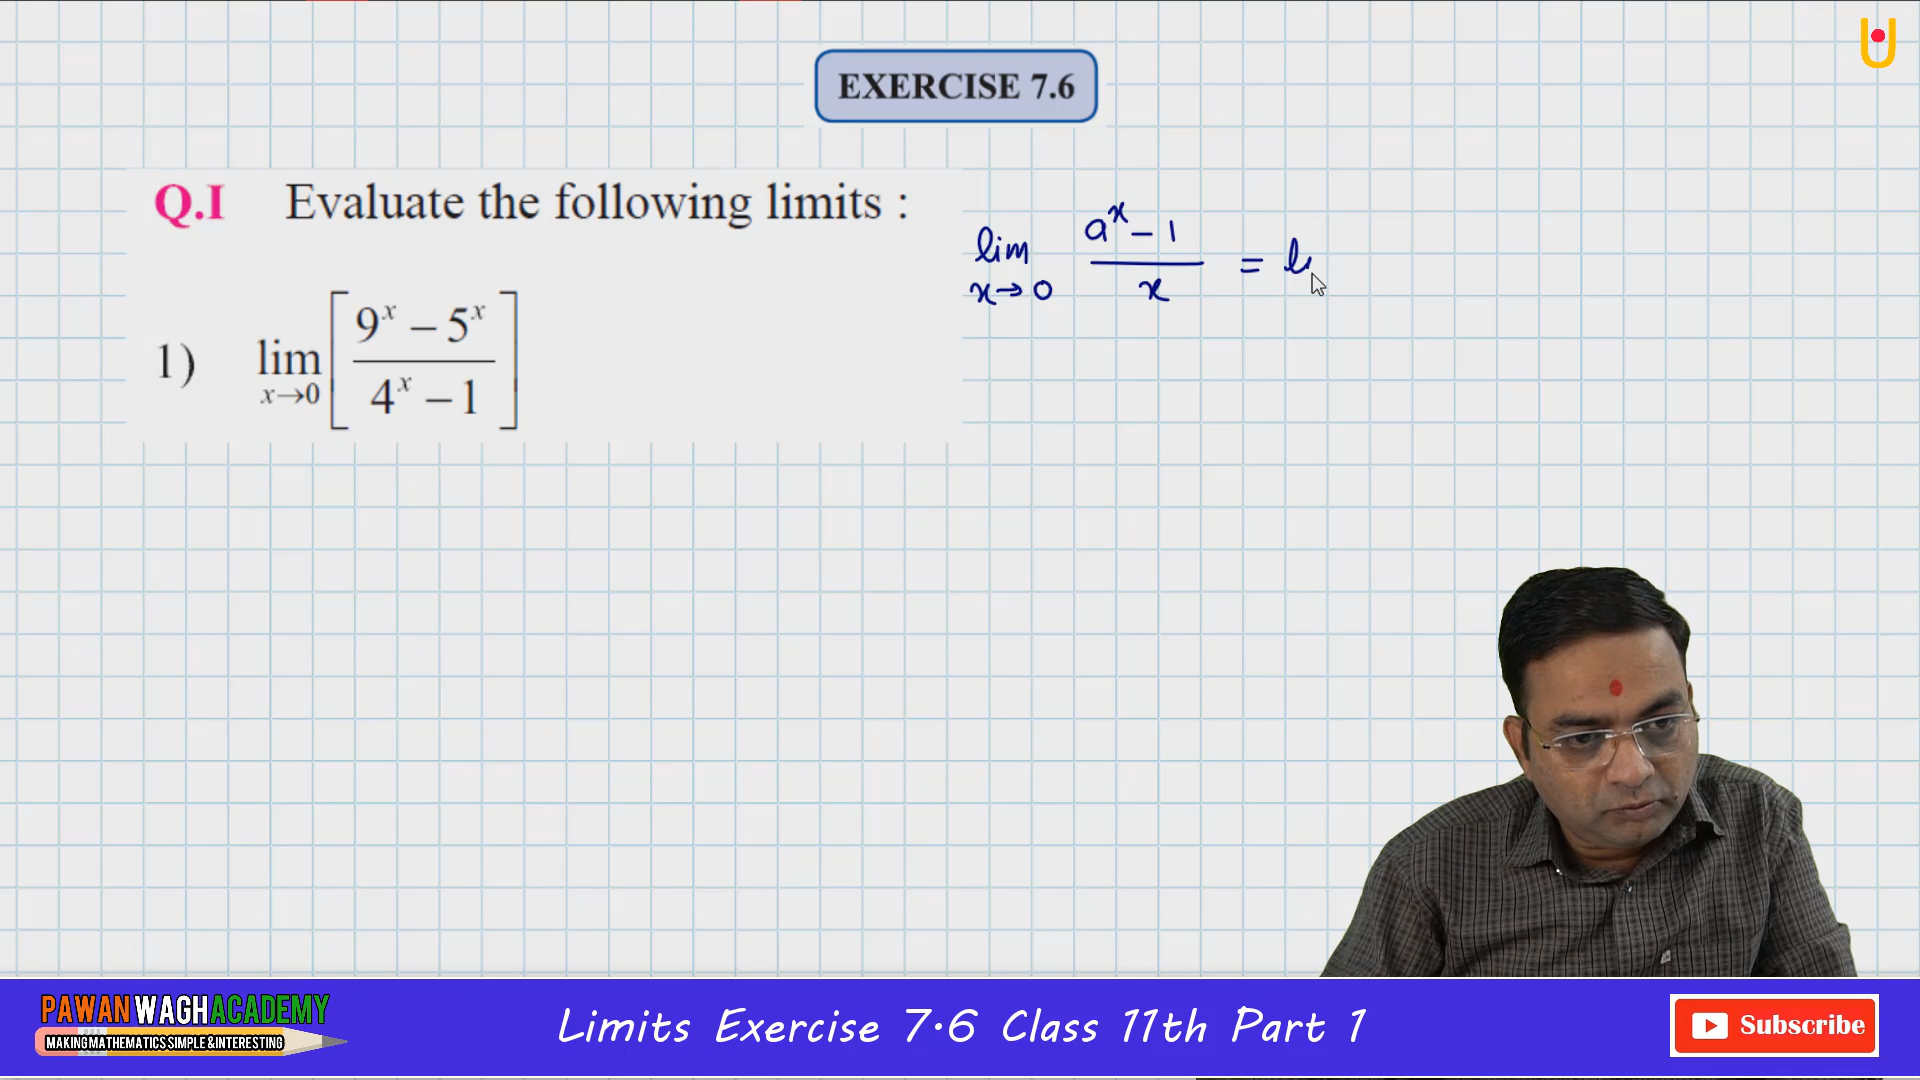 EXERCISE 7.6
Q.I Evaluate the following limits :
1) lim x→0 [ (9^x – 5^x) / (4^x – 1) ]
lim x→0 (a^x – 1) / x =
PAWAN WAGH ACADEMY
MAKING MATHEMATICS SIMPLE & INTERESTING
Limits Exercise 7.6 Class 11th Part 1
Subscribe